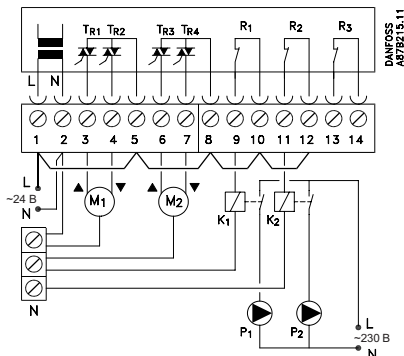 TR1 TR2 TR3 TR4 R1 R2 R3
L N
DANFOSS
A87B215.11
1 2 3 4 5 6 7 8 9 10 11 12 13 14
L
~24 В
N
▲ M1 ▼ ▲ M2 ▼
K1 K2
N
P1 P2
L
~230 В
N